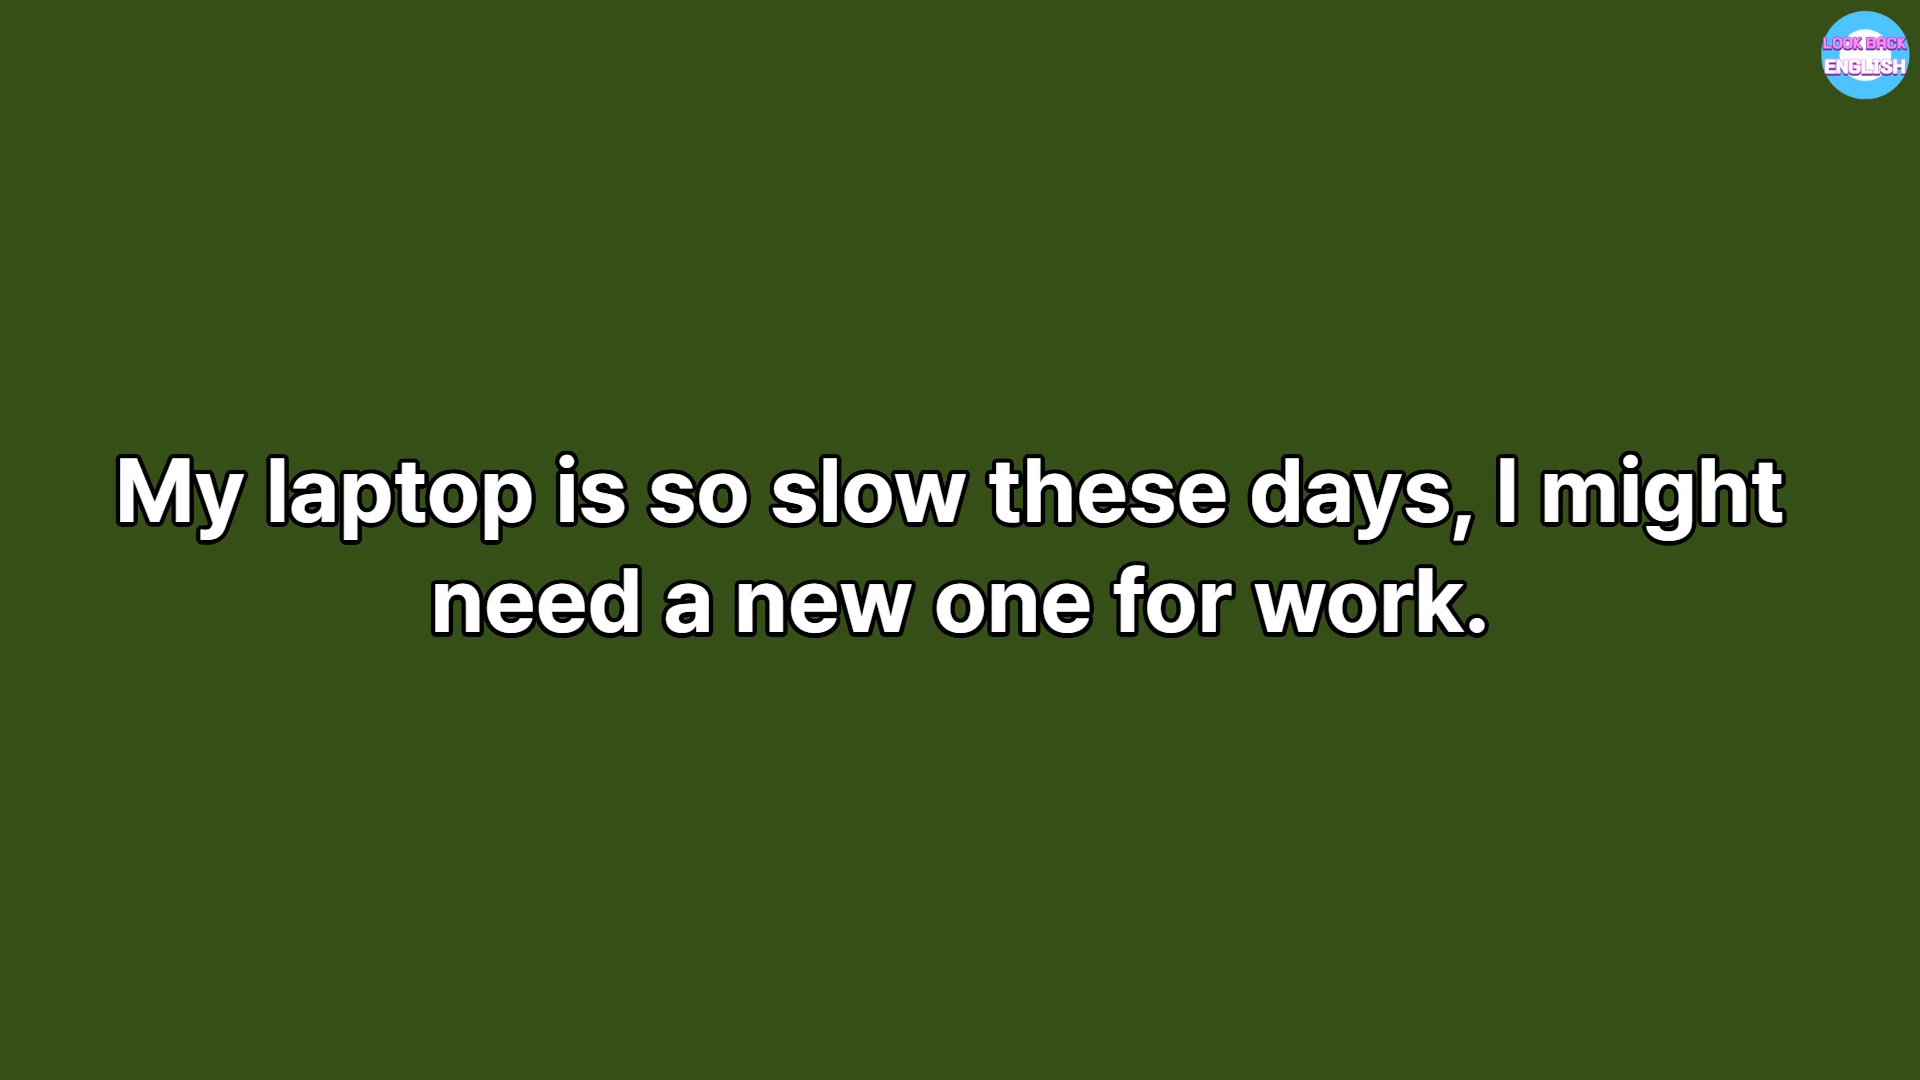 LOOK BACK
ENGLISH
My laptop is so slow these days, I might
need a new one for work.